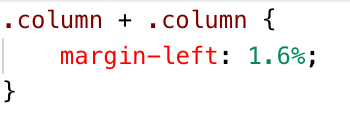 .column + .column {
    margin-left: 1.6%;
}